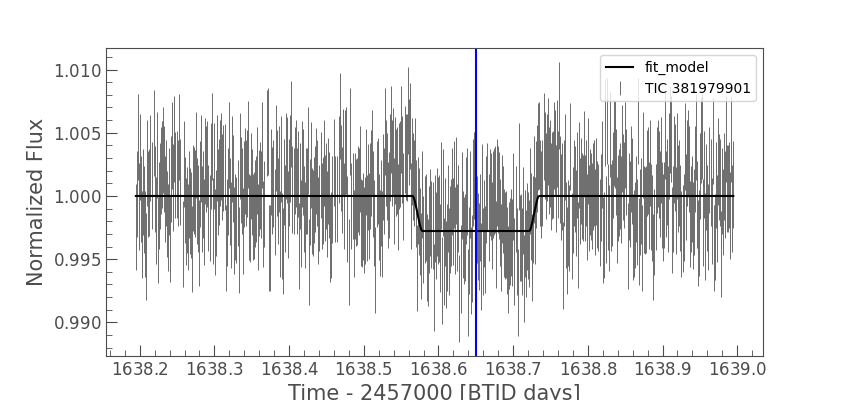 fit_model
TIC 381979901
Normalized Flux
1.010
1.005
1.000
0.995
0.990
1638.2 1638.3 1638.4 1638.5 1638.6 1638.7 1638.8 1638.9 1639.0
Time - 2457000 [BTJD days]